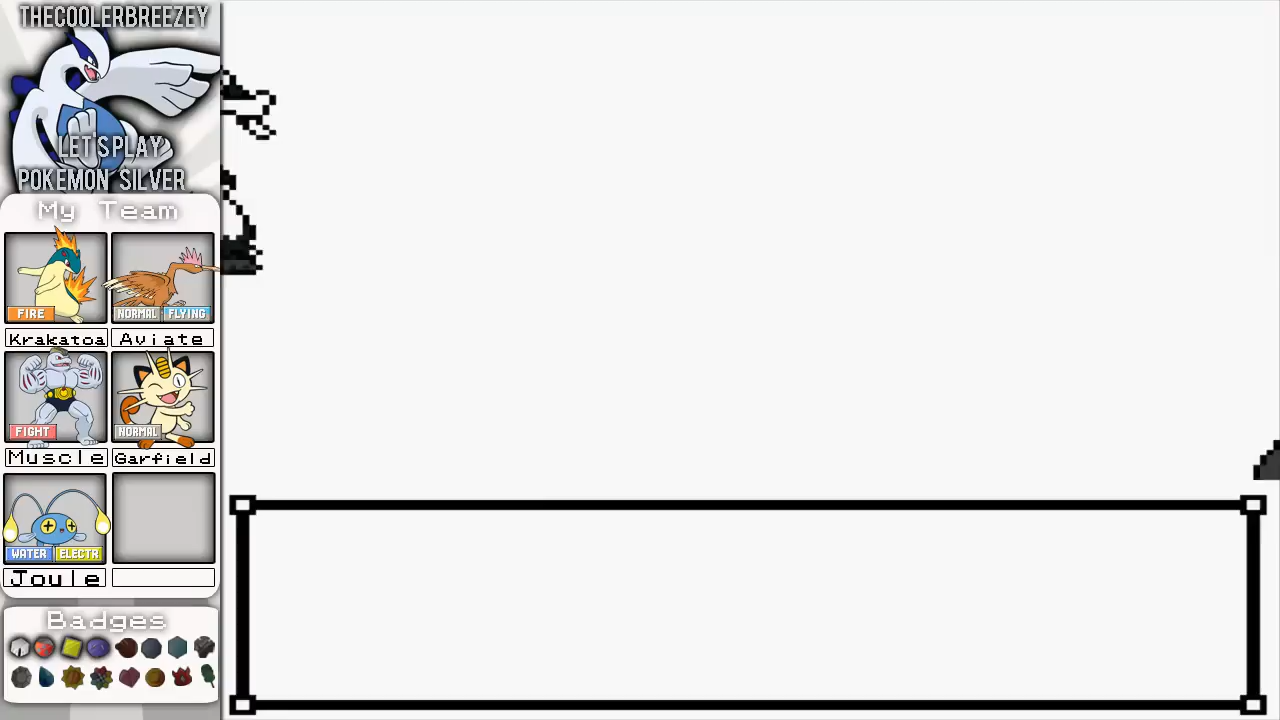 THECOOLERBREEZEY
LET'S PLAY
POKEMON SILVER
My Team
FIRE
NORMAL FLYING
Krakatoa
Aviate
FIGHT
NORMAL
Muscle
Garfield
WATER ELECTR
Joule
Badges